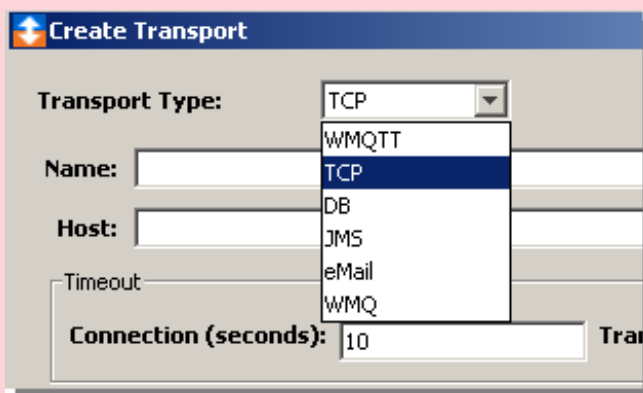 Create Transport
Transport Type: TCP
WMQTT
Name:
TCP
DB
Host:
JMS
eMail
Timeout
WMQ
Connection (seconds): 10